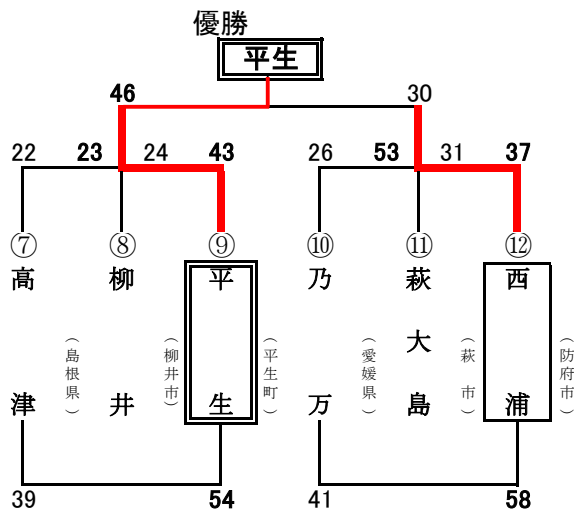 優勝
平生
46 30
22 23 24 43 26 53 31 37
⑦ ⑧ ⑨ ⑩ ⑪ ⑫
高津
（島根県）
柳井
（柳井市）
平生
（平生町）
乃万
（愛媛県）
萩大島
（萩市）
西浦
（防府市）
39 54 41 58